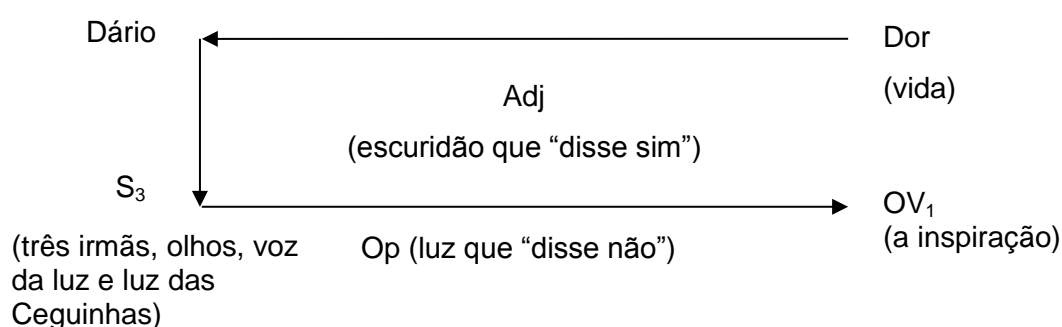 Dário
Dor
(vida)
Adj
(escuridão que “disse sim”)
S3
(três irmãs, olhos, voz
da luz e luz das
Ceguinhas)
Op (luz que “disse não”)
OV1
(a inspiração)